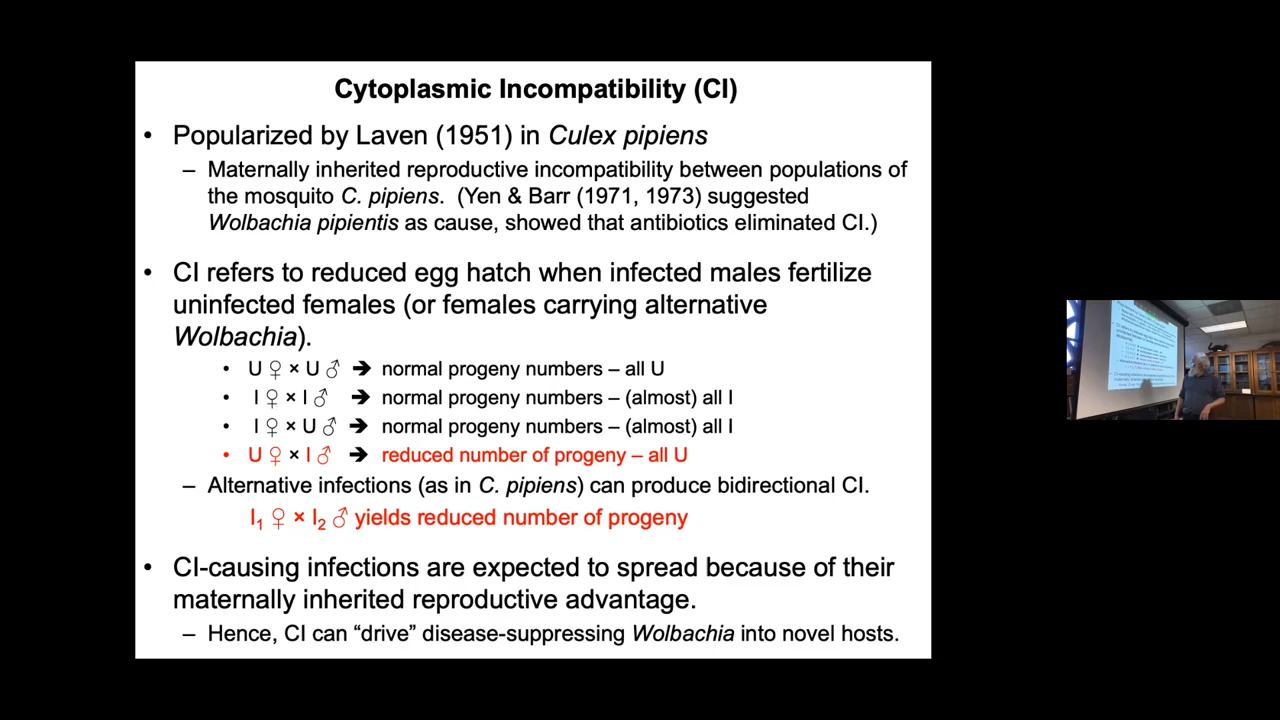 Cytoplasmic Incompatibility (CI)
• Popularized by Laven (1951) in Culex pipiens
– Maternally inherited reproductive incompatibility between populations of
the mosquito C. pipiens. (Yen & Barr (1971, 1973) suggested
Wolbachia pipientis as cause, showed that antibiotics eliminated CI.)
• CI refers to reduced egg hatch when infected males fertilize
uninfected females (or females carrying alternative
Wolbachia).
• U ♀ × U ♂ ➔ normal progeny numbers – all U
• I ♀ × I ♂ ➔ normal progeny numbers – (almost) all I
• I ♀ × U ♂ ➔ normal progeny numbers – (almost) all I
• U ♀ × I ♂ ➔ reduced number of progeny – all U
– Alternative infections (as in C. pipiens) can produce bidirectional CI.
I₁ ♀ × I₂ ♂ yields reduced number of progeny
• CI-causing infections are expected to spread because of their
maternally inherited reproductive advantage.
– Hence, CI can “drive” disease-suppressing Wolbachia into novel hosts.